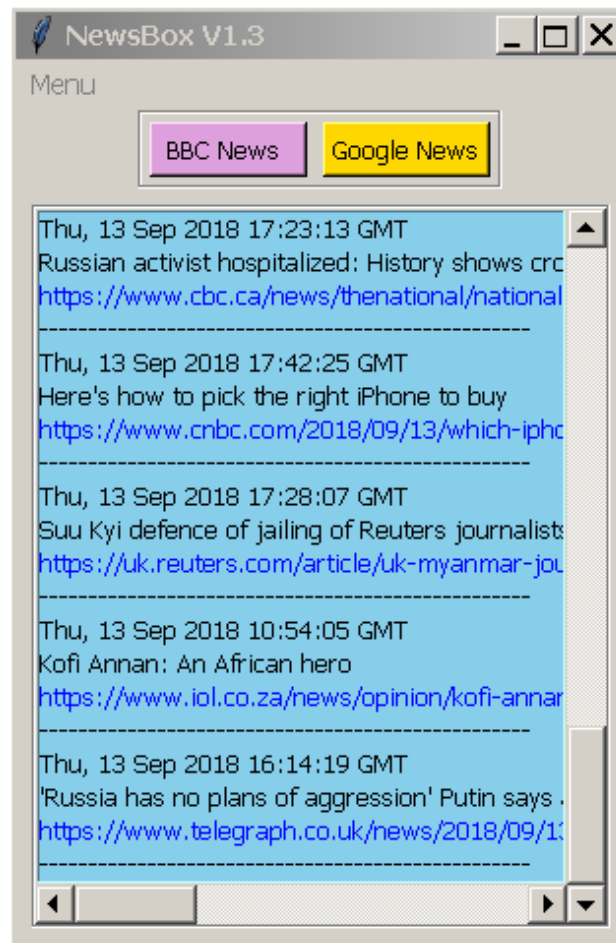 NewsBox V1.3
Menu
BBC News Google News
Thu, 13 Sep 2018 17:23:13 GMT
Russian activist hospitalized: History shows crc
https://www.cbc.ca/news/thenational/national
-----------------------------------------------
Thu, 13 Sep 2018 17:42:25 GMT
Here's how to pick the right iPhone to buy
https://www.cnbc.com/2018/09/13/which-ipho
-----------------------------------------------
Thu, 13 Sep 2018 17:28:07 GMT
Suu Kyi defence of jailing of Reuters journalists
https://uk.reuters.com/article/uk-myanmar-jou
-----------------------------------------------
Thu, 13 Sep 2018 10:54:05 GMT
Kofi Annan: An African hero
https://www.iol.co.za/news/opinion/kofi-annan
-----------------------------------------------
Thu, 13 Sep 2018 16:14:19 GMT
'Russia has no plans of aggression' Putin says .
https://www.telegraph.co.uk/news/2018/09/13
-----------------------------------------------